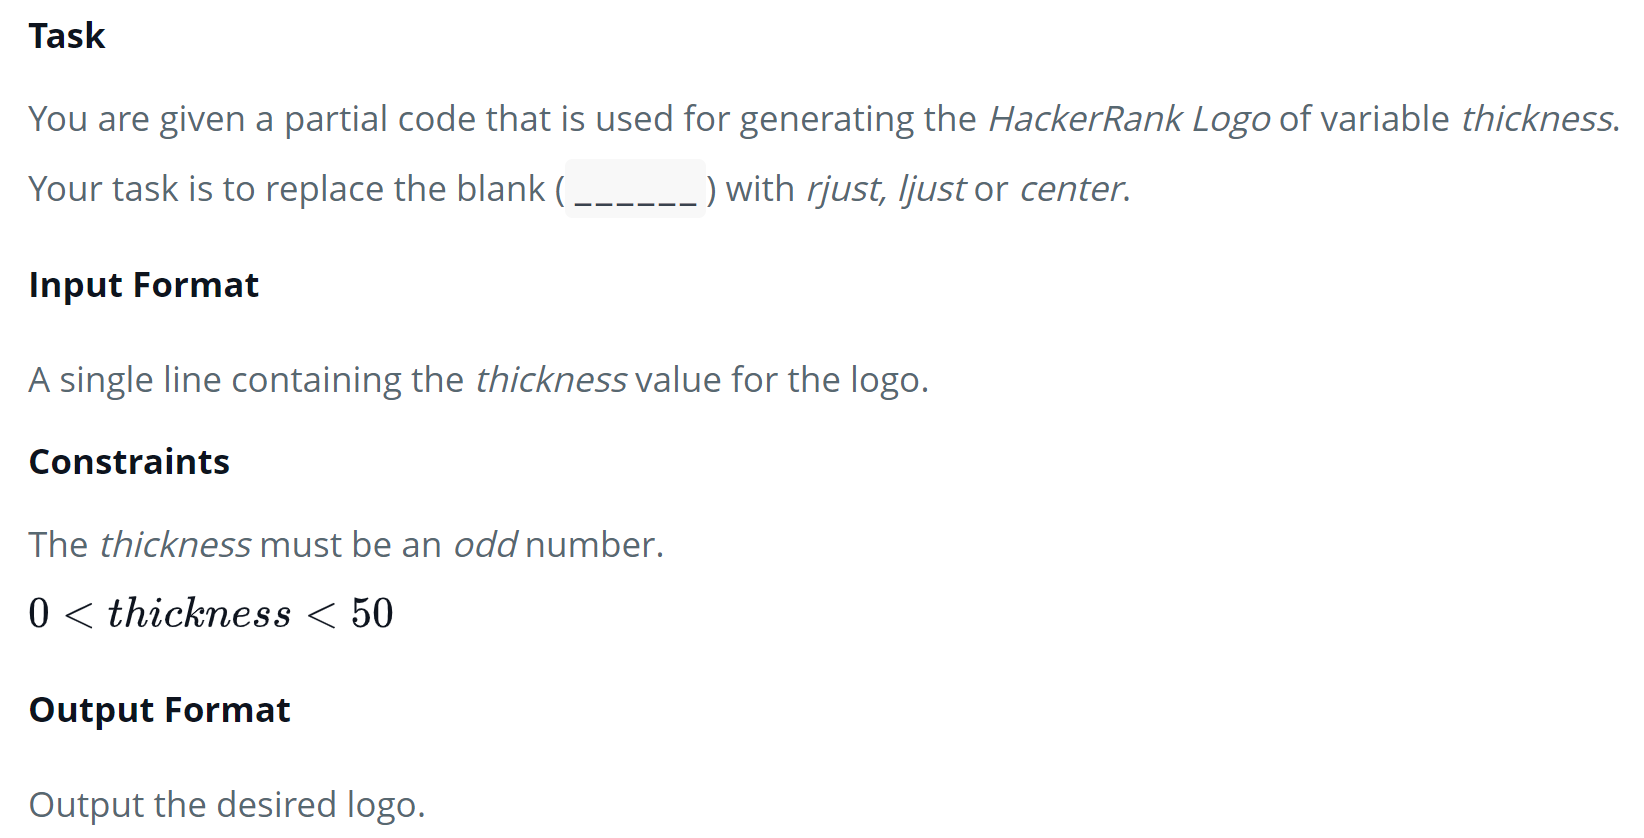 Task
You are given a partial code that is used for generating the HackerRank Logo of variable thickness.
Your task is to replace the blank ( ______ ) with rjust, ljust or center.
Input Format
A single line containing the thickness value for the logo.
Constraints
The thickness must be an odd number.
0 < thickness < 50
Output Format
Output the desired logo.